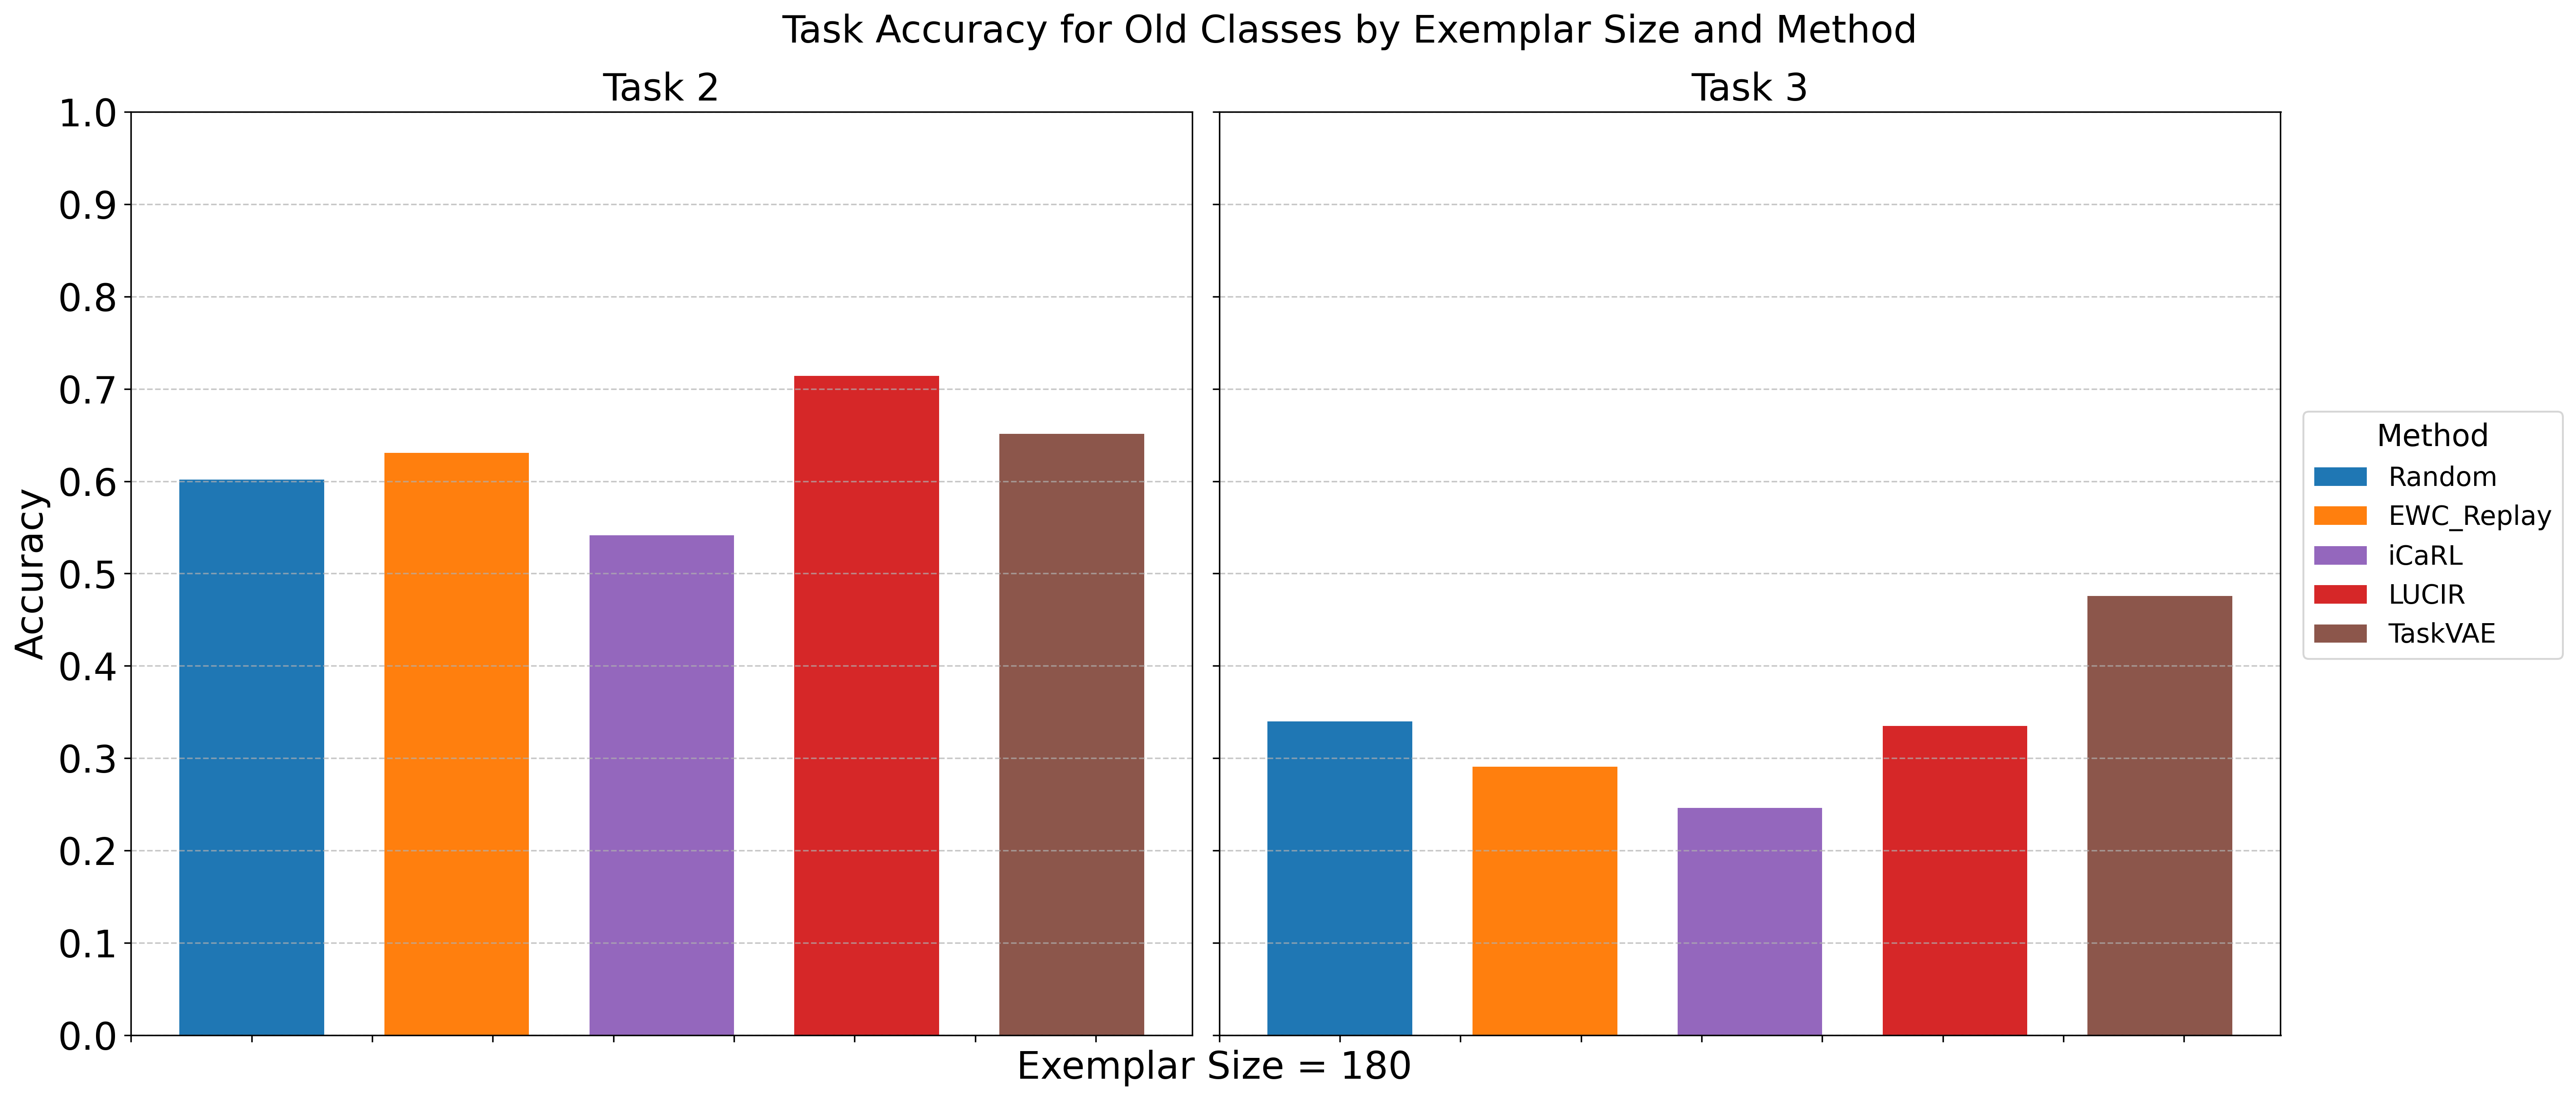 Task Accuracy for Old Classes by Exemplar Size and Method
Task 2
Task 3
1.0
0.9
0.8
0.7
0.6
0.5
0.4
0.3
0.2
0.1
0.0
Accuracy
Exemplar Size = 180
Method
Random
EWC_Replay
iCaRL
LUCIR
TaskVAE